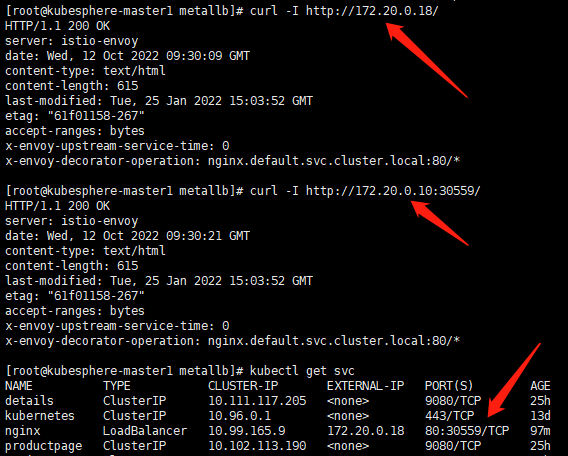 [root@kubesphere-master1 metallb]# curl -I http://172.20.0.18/
HTTP/1.1 200 OK
server: istio-envoy
date: Wed, 12 Oct 2022 09:30:09 GMT
content-type: text/html
content-length: 615
last-modified: Tue, 25 Jan 2022 15:03:52 GMT
etag: "61f01158-267"
accept-ranges: bytes
x-envoy-upstream-service-time: 0
x-envoy-decorator-operation: nginx.default.svc.cluster.local:80/*
[root@kubesphere-master1 metallb]# curl -I http://172.20.0.10:30559/
HTTP/1.1 200 OK
server: istio-envoy
date: Wed, 12 Oct 2022 09:30:21 GMT
content-type: text/html
content-length: 615
last-modified: Tue, 25 Jan 2022 15:03:52 GMT
etag: "61f01158-267"
accept-ranges: bytes
x-envoy-upstream-service-time: 0
x-envoy-decorator-operation: nginx.default.svc.cluster.local:80/*
[root@kubesphere-master1 metallb]# kubectl get svc
NAME TYPE CLUSTER-IP EXTERNAL-IP PORT(S) AGE
details ClusterIP 10.111.117.205 <none> 9080/TCP 25h
kubernetes ClusterIP 10.96.0.1 <none> 443/TCP 13d
nginx LoadBalancer 10.99.165.9 172.20.0.18 80:30559/TCP 97m
productpage ClusterIP 10.102.113.190 <none> 9080/TCP 25h